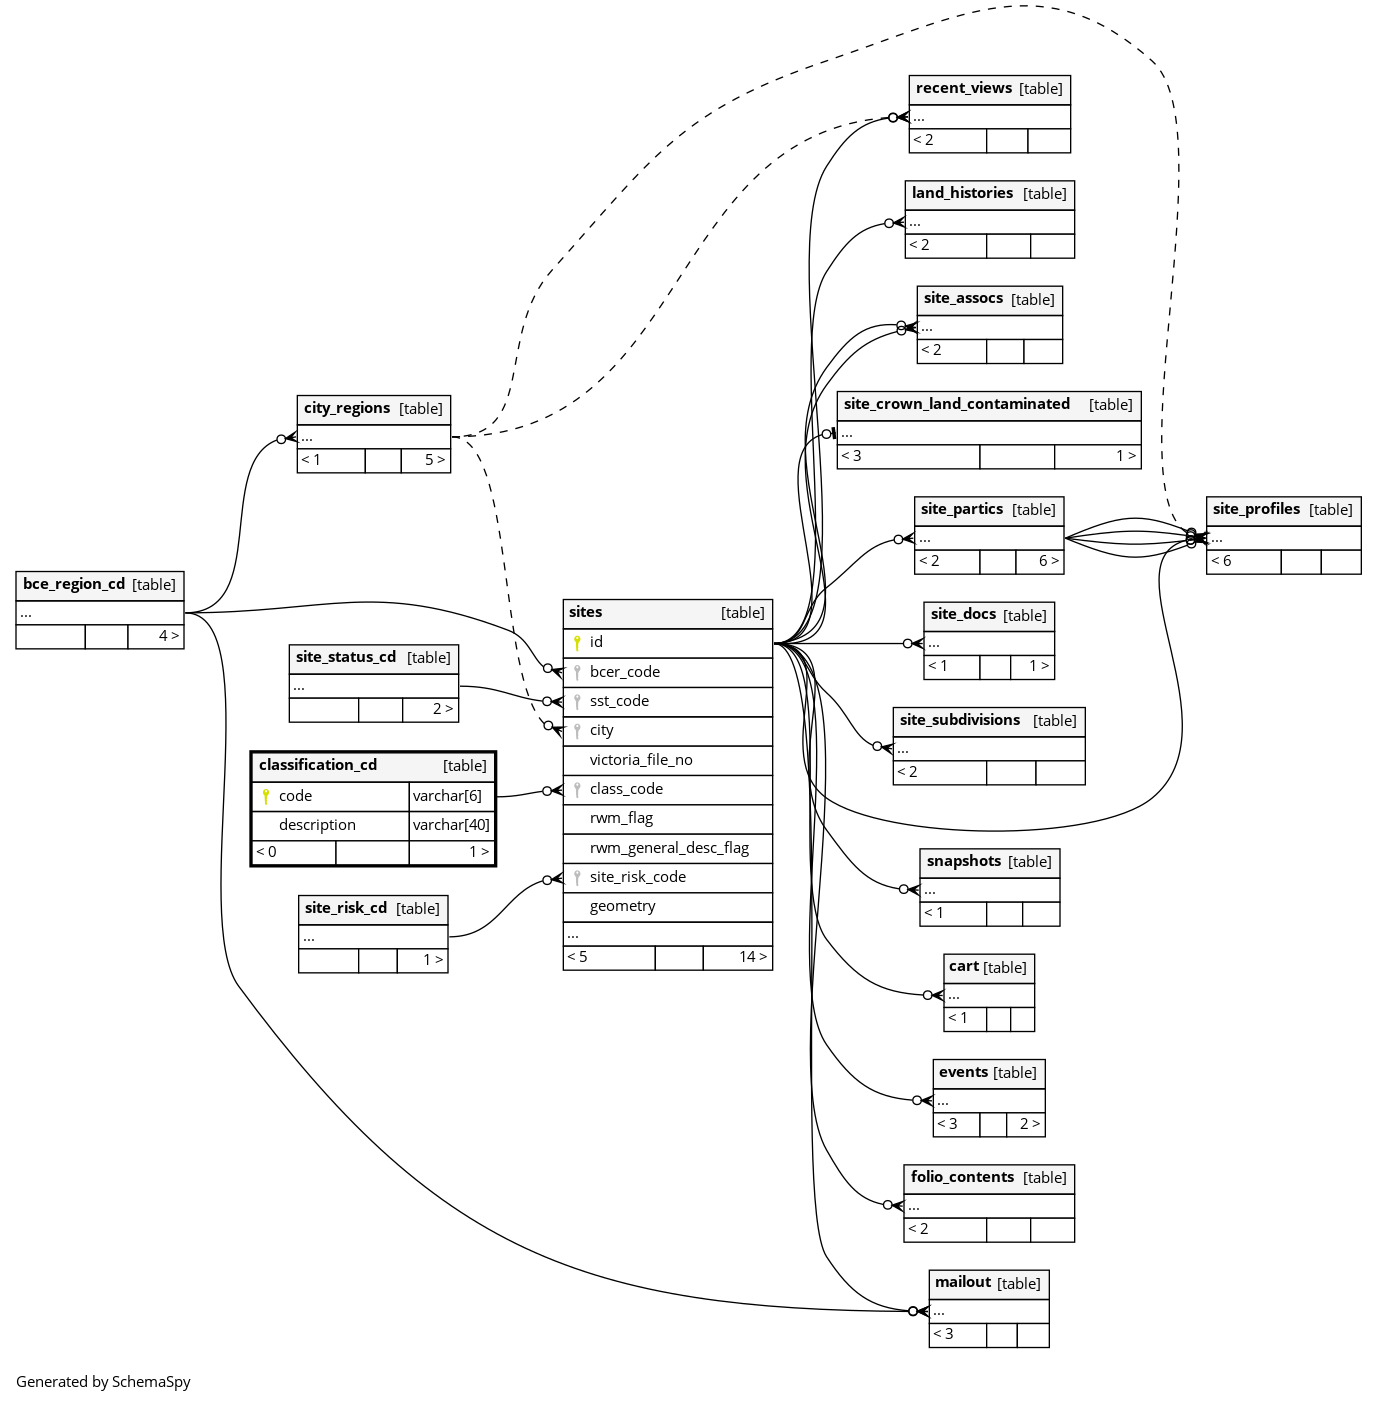 recent_views [table]
...
< 2
land_histories [table]
...
< 2
site_assocs [table]
...
< 2
site_crown_land_contaminated [table]
...
< 3 1 >
city_regions [table]
...
< 1 5 >
site_partics [table]
...
< 2 6 >
site_profiles [table]
...
< 6
bce_region_cd [table]
...
4 >
sites [table]
id
bcer_code
sst_code
city
victoria_file_no
class_code
rwm_flag
rwm_general_desc_flag
site_risk_code
geometry
...
< 5 14 >
site_docs [table]
...
< 1 1 >
site_status_cd [table]
...
2 >
site_subdivisions [table]
...
< 2
classification_cd [table]
code varchar[6]
description varchar[40]
< 0 1 >
snapshots [table]
...
< 1
site_risk_cd [table]
...
1 >
cart [table]
...
< 1
events [table]
...
< 3 2 >
folio_contents [table]
...
< 2
mailout [table]
...
< 3
Generated by SchemaSpy